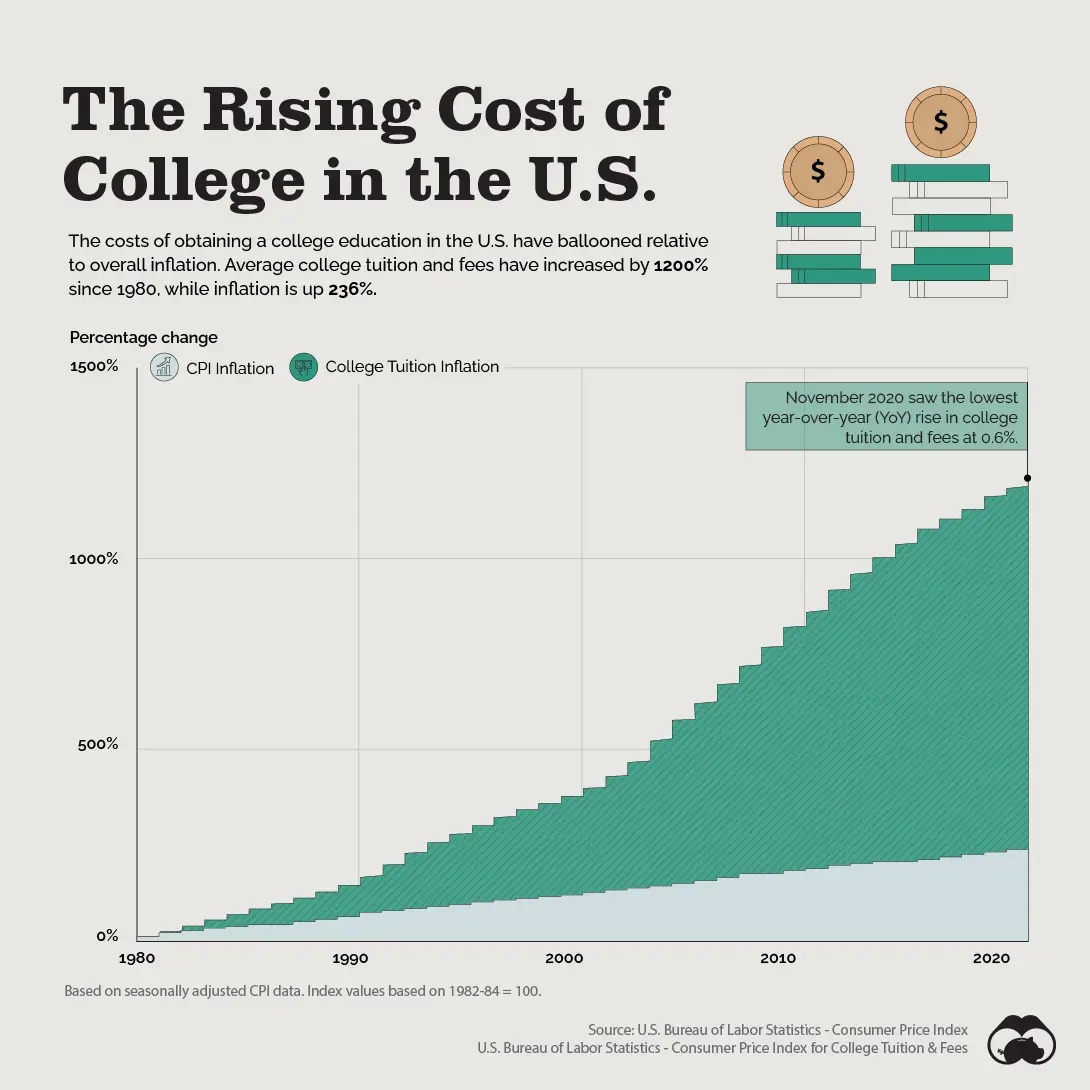 The Rising Cost of
College in the U.S.
$
$
The costs of obtaining a college education in the U.S. have ballooned relative
to overall inflation. Average college tuition and fees have increased by 1200%
since 1980, while inflation is up 236%.
Percentage change
1500%
CPI Inflation
College Tuition Inflation
November 2020 saw the lowest
year-over-year (YoY) rise in college
tuition and fees at 0.6%.
1000%
500%
0%
1980
1990
2000
2010
2020
Based on seasonally adjusted CPI data. Index values based on 1982-84 = 100.
Source: U.S. Bureau of Labor Statistics - Consumer Price Index
U.S. Bureau of Labor Statistics - Consumer Price Index for College Tuition & Fees